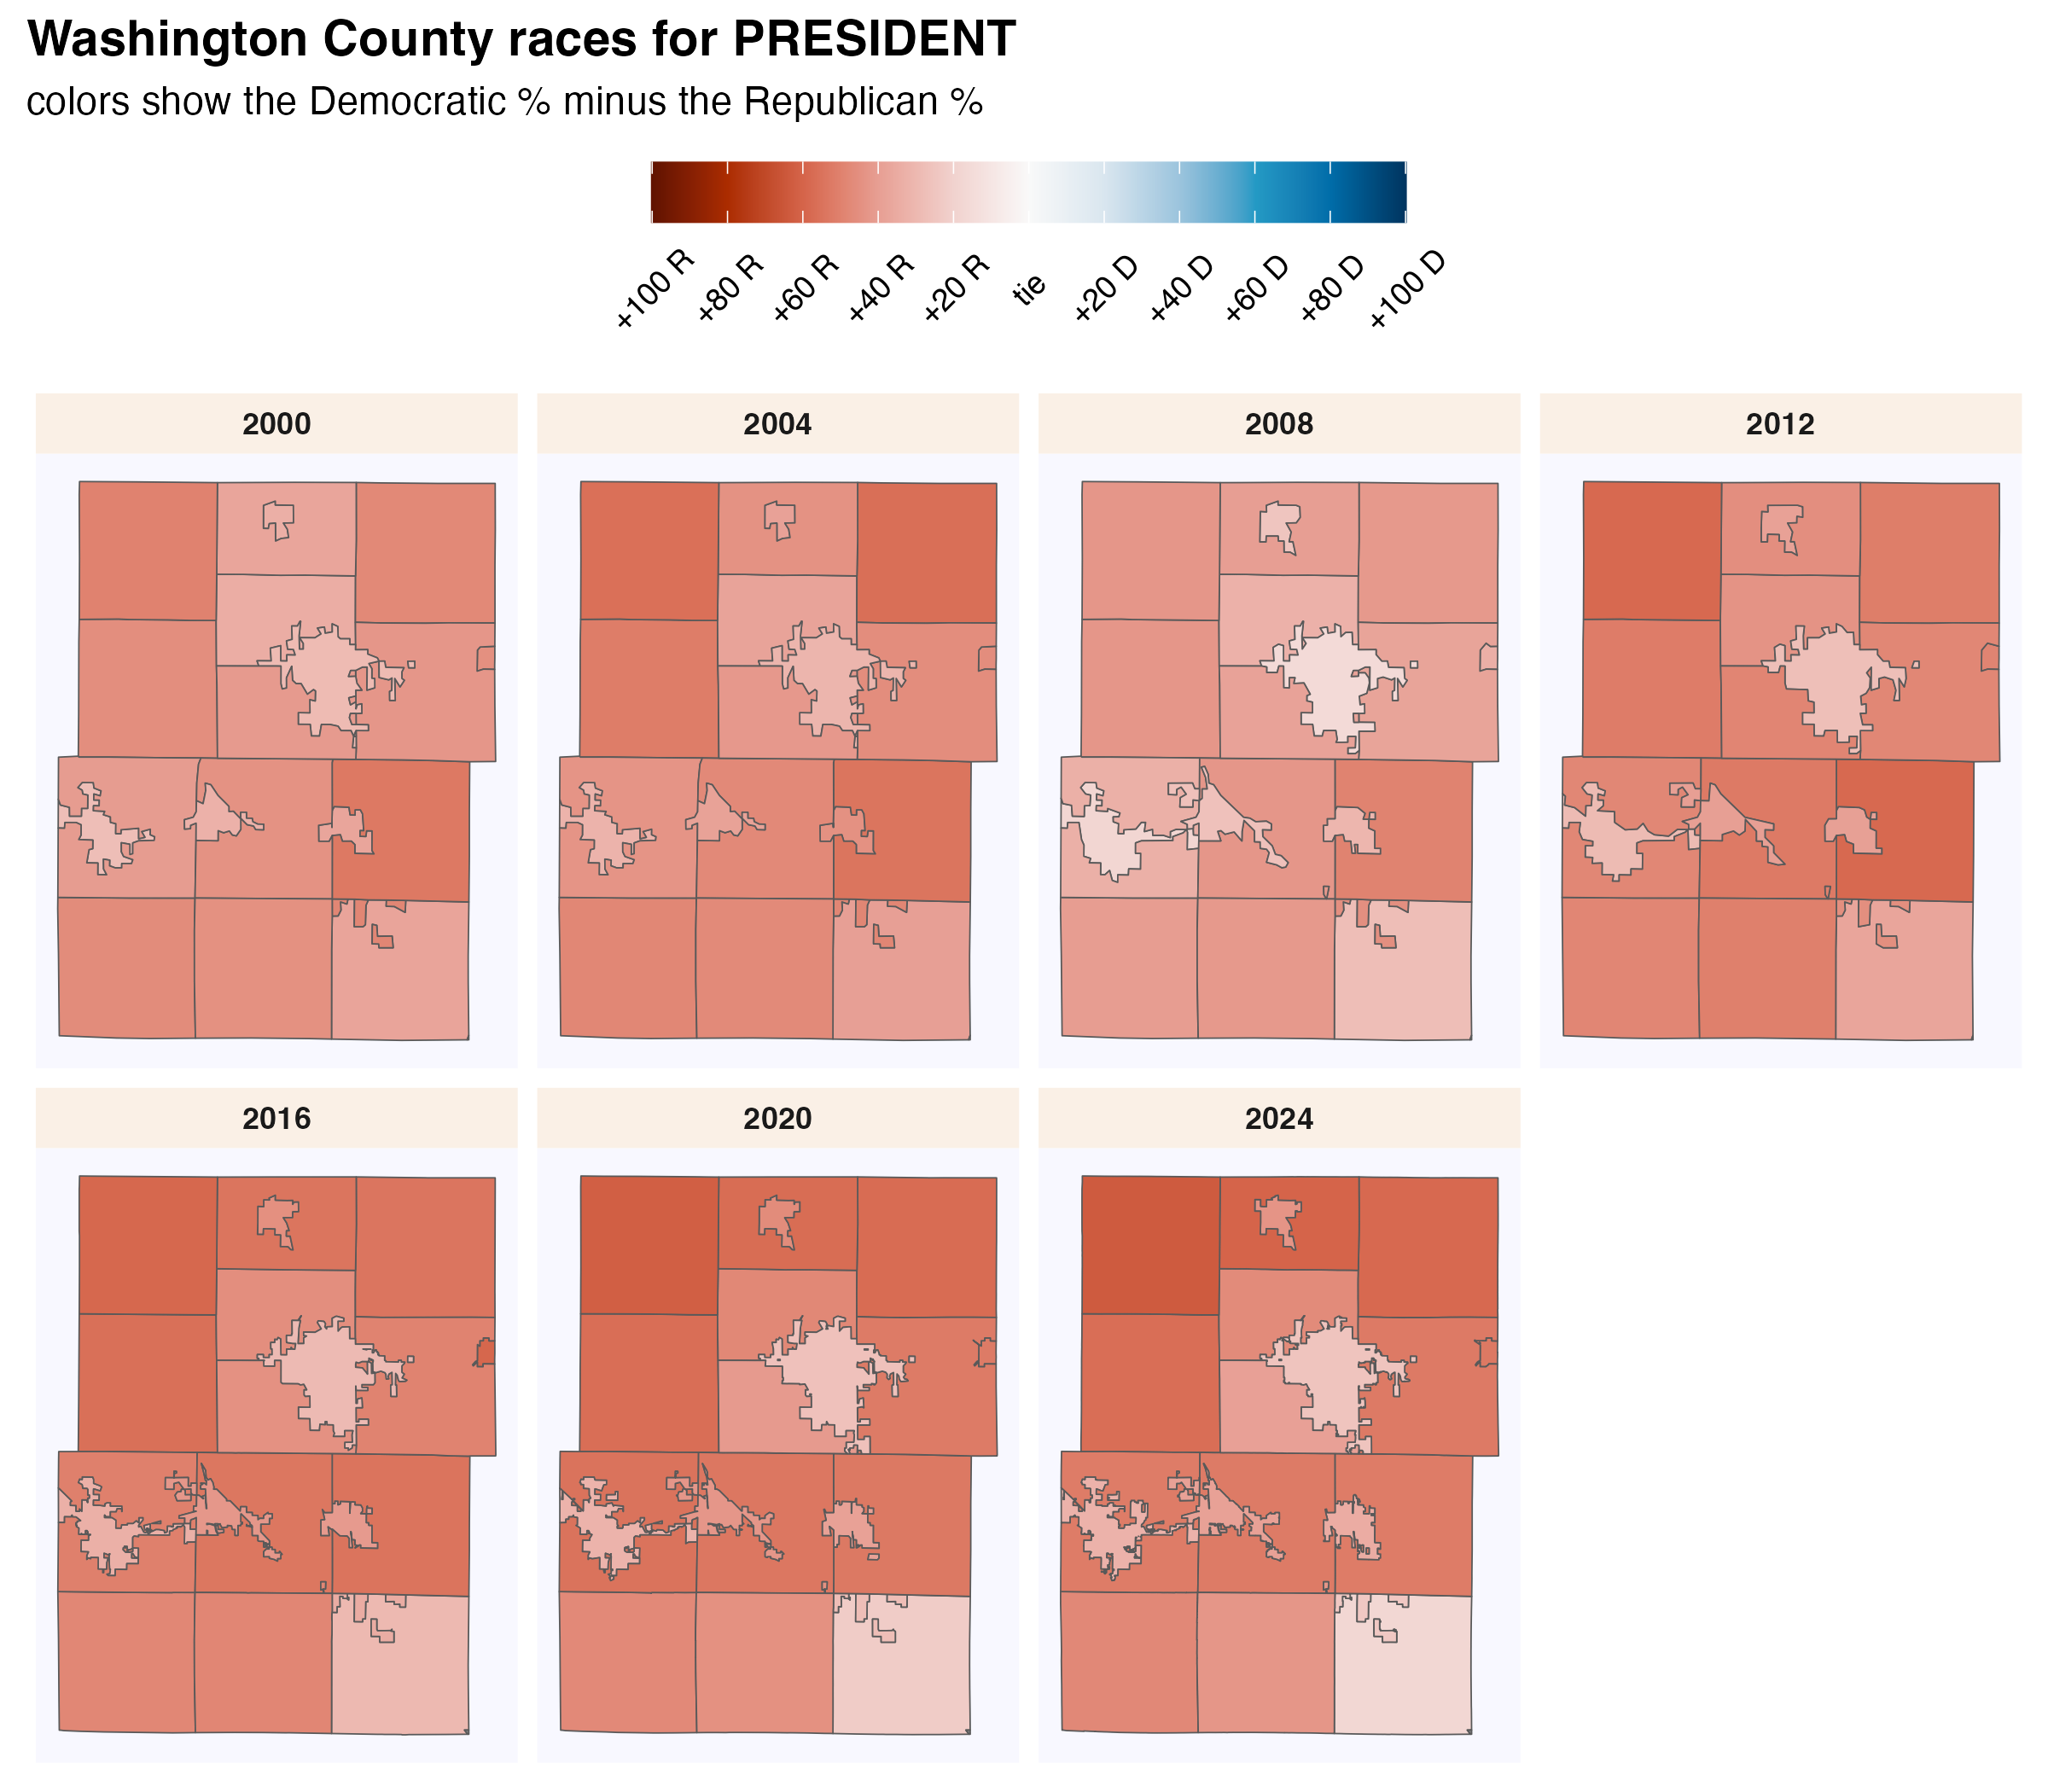 Washington County races for PRESIDENT
colors show the Democratic % minus the Republican %
+100 R +80 R +60 R +40 R +20 R tie +20 D +40 D +60 D +80 D +100 D
2000 2004 2008 2012
2016 2020 2024